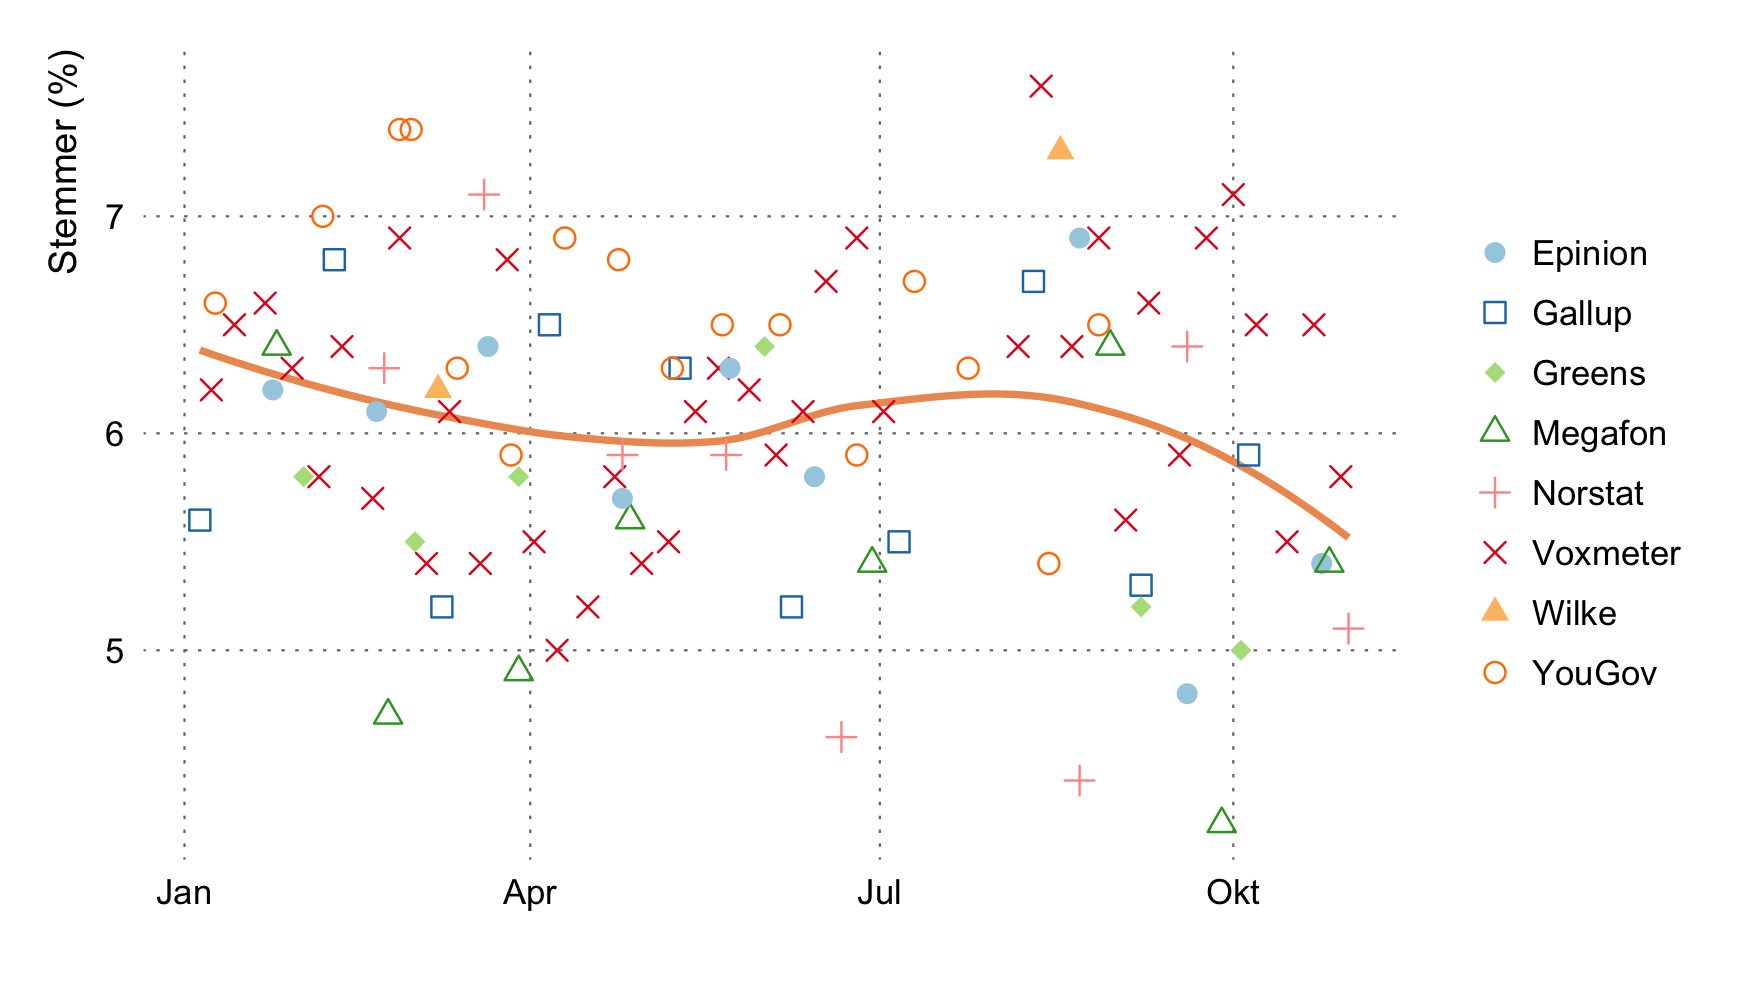 Stemmer (%)
7
6
5
Jan
Apr
Jul
Okt
Epinion
Gallup
Greens
Megafon
Norstat
Voxmeter
Wilke
YouGov